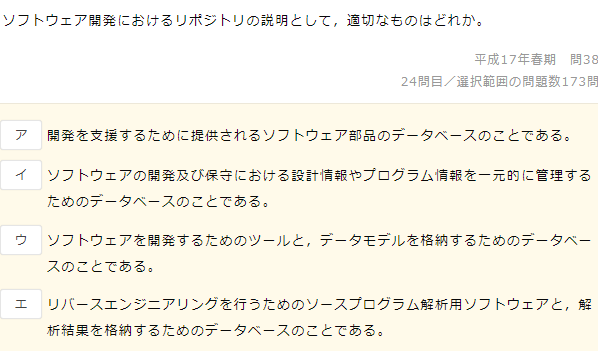 ソフトウェア開発におけるリポジトリの説明として，適切なものはどれか。
平成17年春期　問38
24問目／選択範囲の問題数173問
ア 開発を支援するために提供されるソフトウェア部品のデータベースのことである。
イ ソフトウェアの開発及び保守における設計情報やプログラム情報を一元的に管理する
ためのデータベースのことである。
ウ ソフトウェアを開発するためのツールと，データモデルを格納するためのデータベー
スのことである。
エ リバースエンジニアリングを行うためのソースプログラム解析用ソフトウェアと，解
析結果を格納するためのデータベースのことである。